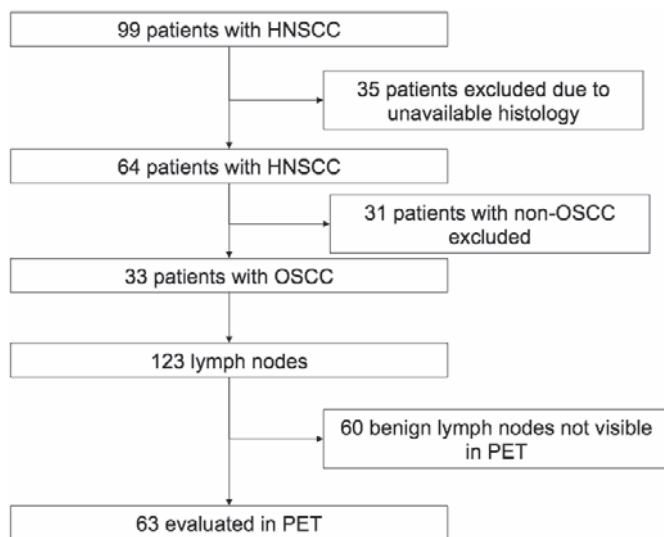 99 patients with HNSCC
35 patients excluded due to
unavailable histology
64 patients with HNSCC
31 patients with non-OSCC
excluded
33 patients with OSCC
123 lymph nodes
60 benign lymph nodes not visible
in PET
63 evaluated in PET